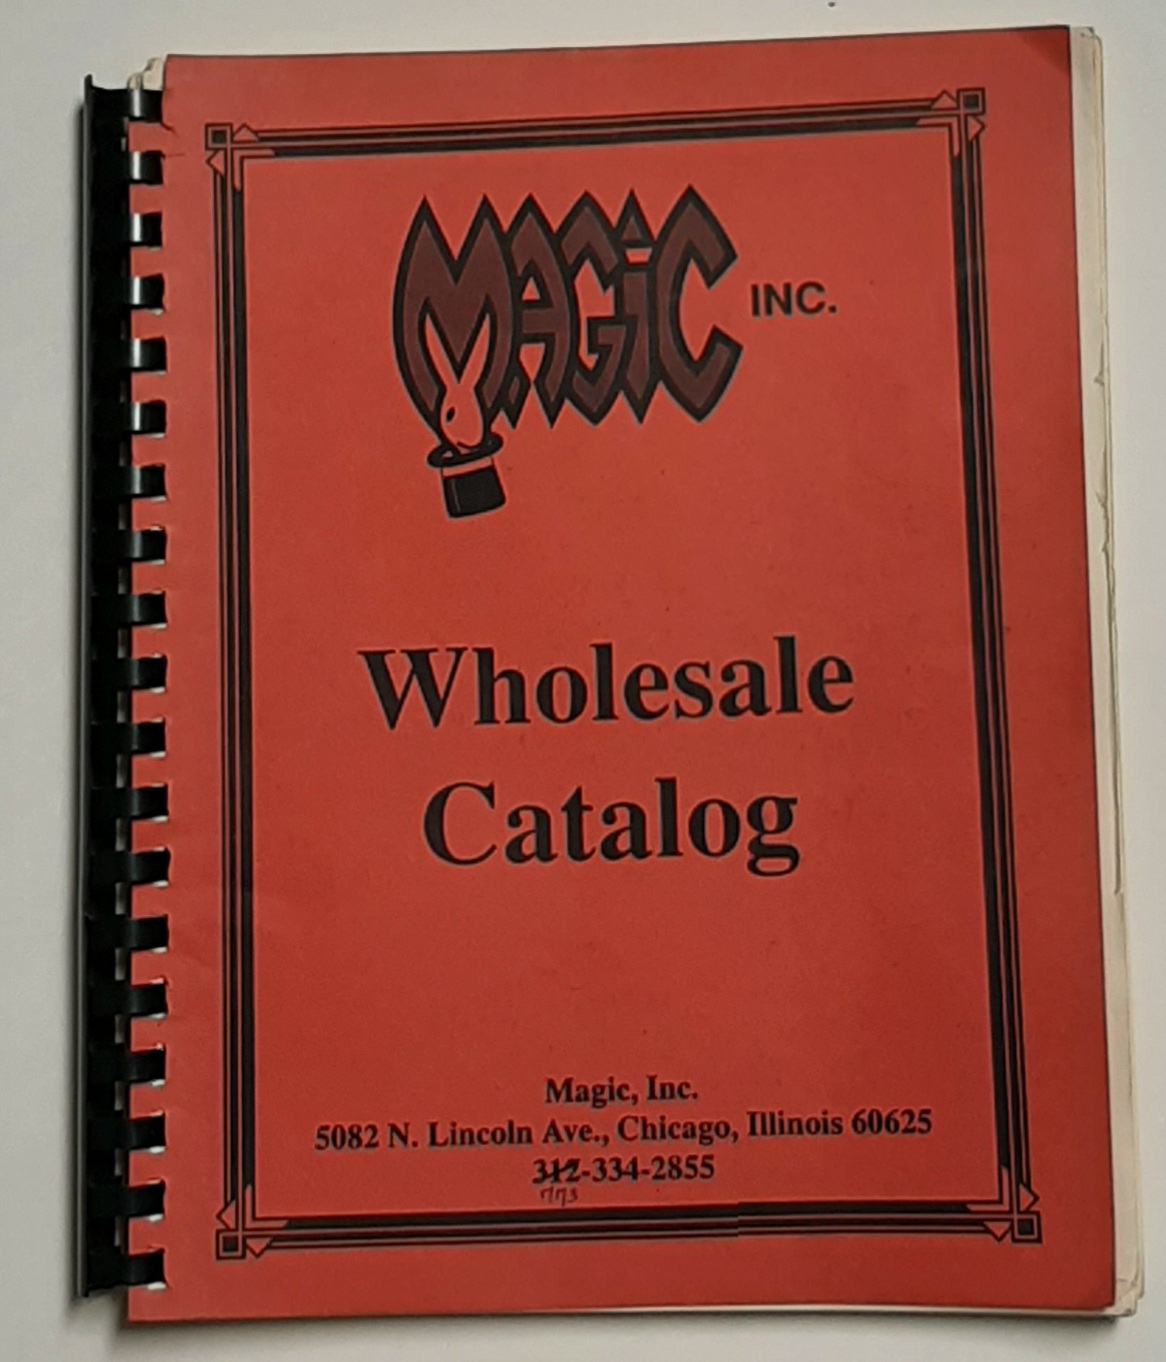 MAGiC INC.
Wholesale
Catalog
Magic, Inc.
5082 N. Lincoln Ave., Chicago, Illinois 60625
312-334-2855
773